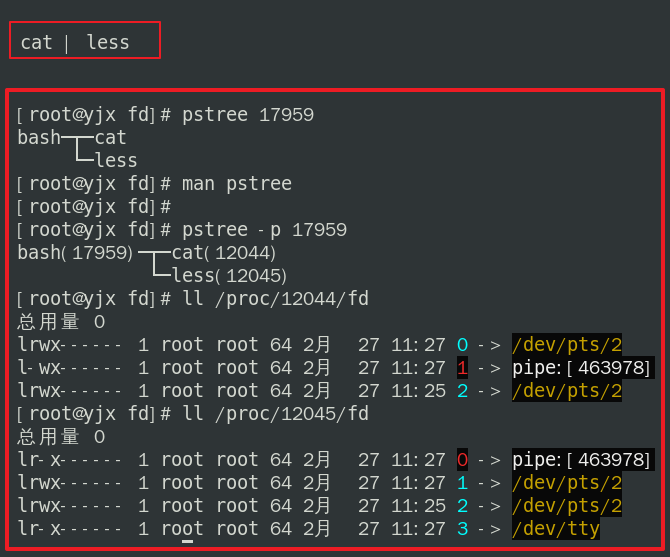 cat | less
[root@yjx fd]# pstree 17959
bash─┬─cat
└─less
[root@yjx fd]# man pstree
[root@yjx fd]#
[root@yjx fd]# pstree -p 17959
bash(17959)─┬─cat(12044)
└─less(12045)
[root@yjx fd]# ll /proc/12044/fd
总用量 0
lrwx------ 1 root root 64 2月 27 11:27 0 -> /dev/pts/2
l-wx------ 1 root root 64 2月 27 11:27 1 -> pipe:[463978]
lrwx------ 1 root root 64 2月 27 11:25 2 -> /dev/pts/2
[root@yjx fd]# ll /proc/12045/fd
总用量 0
lr-x------ 1 root root 64 2月 27 11:27 0 -> pipe:[463978]
lrwx------ 1 root root 64 2月 27 11:27 1 -> /dev/pts/2
lrwx------ 1 root root 64 2月 27 11:25 2 -> /dev/pts/2
lr-x------ 1 root root 64 2月 27 11:27 3 -> /dev/tty